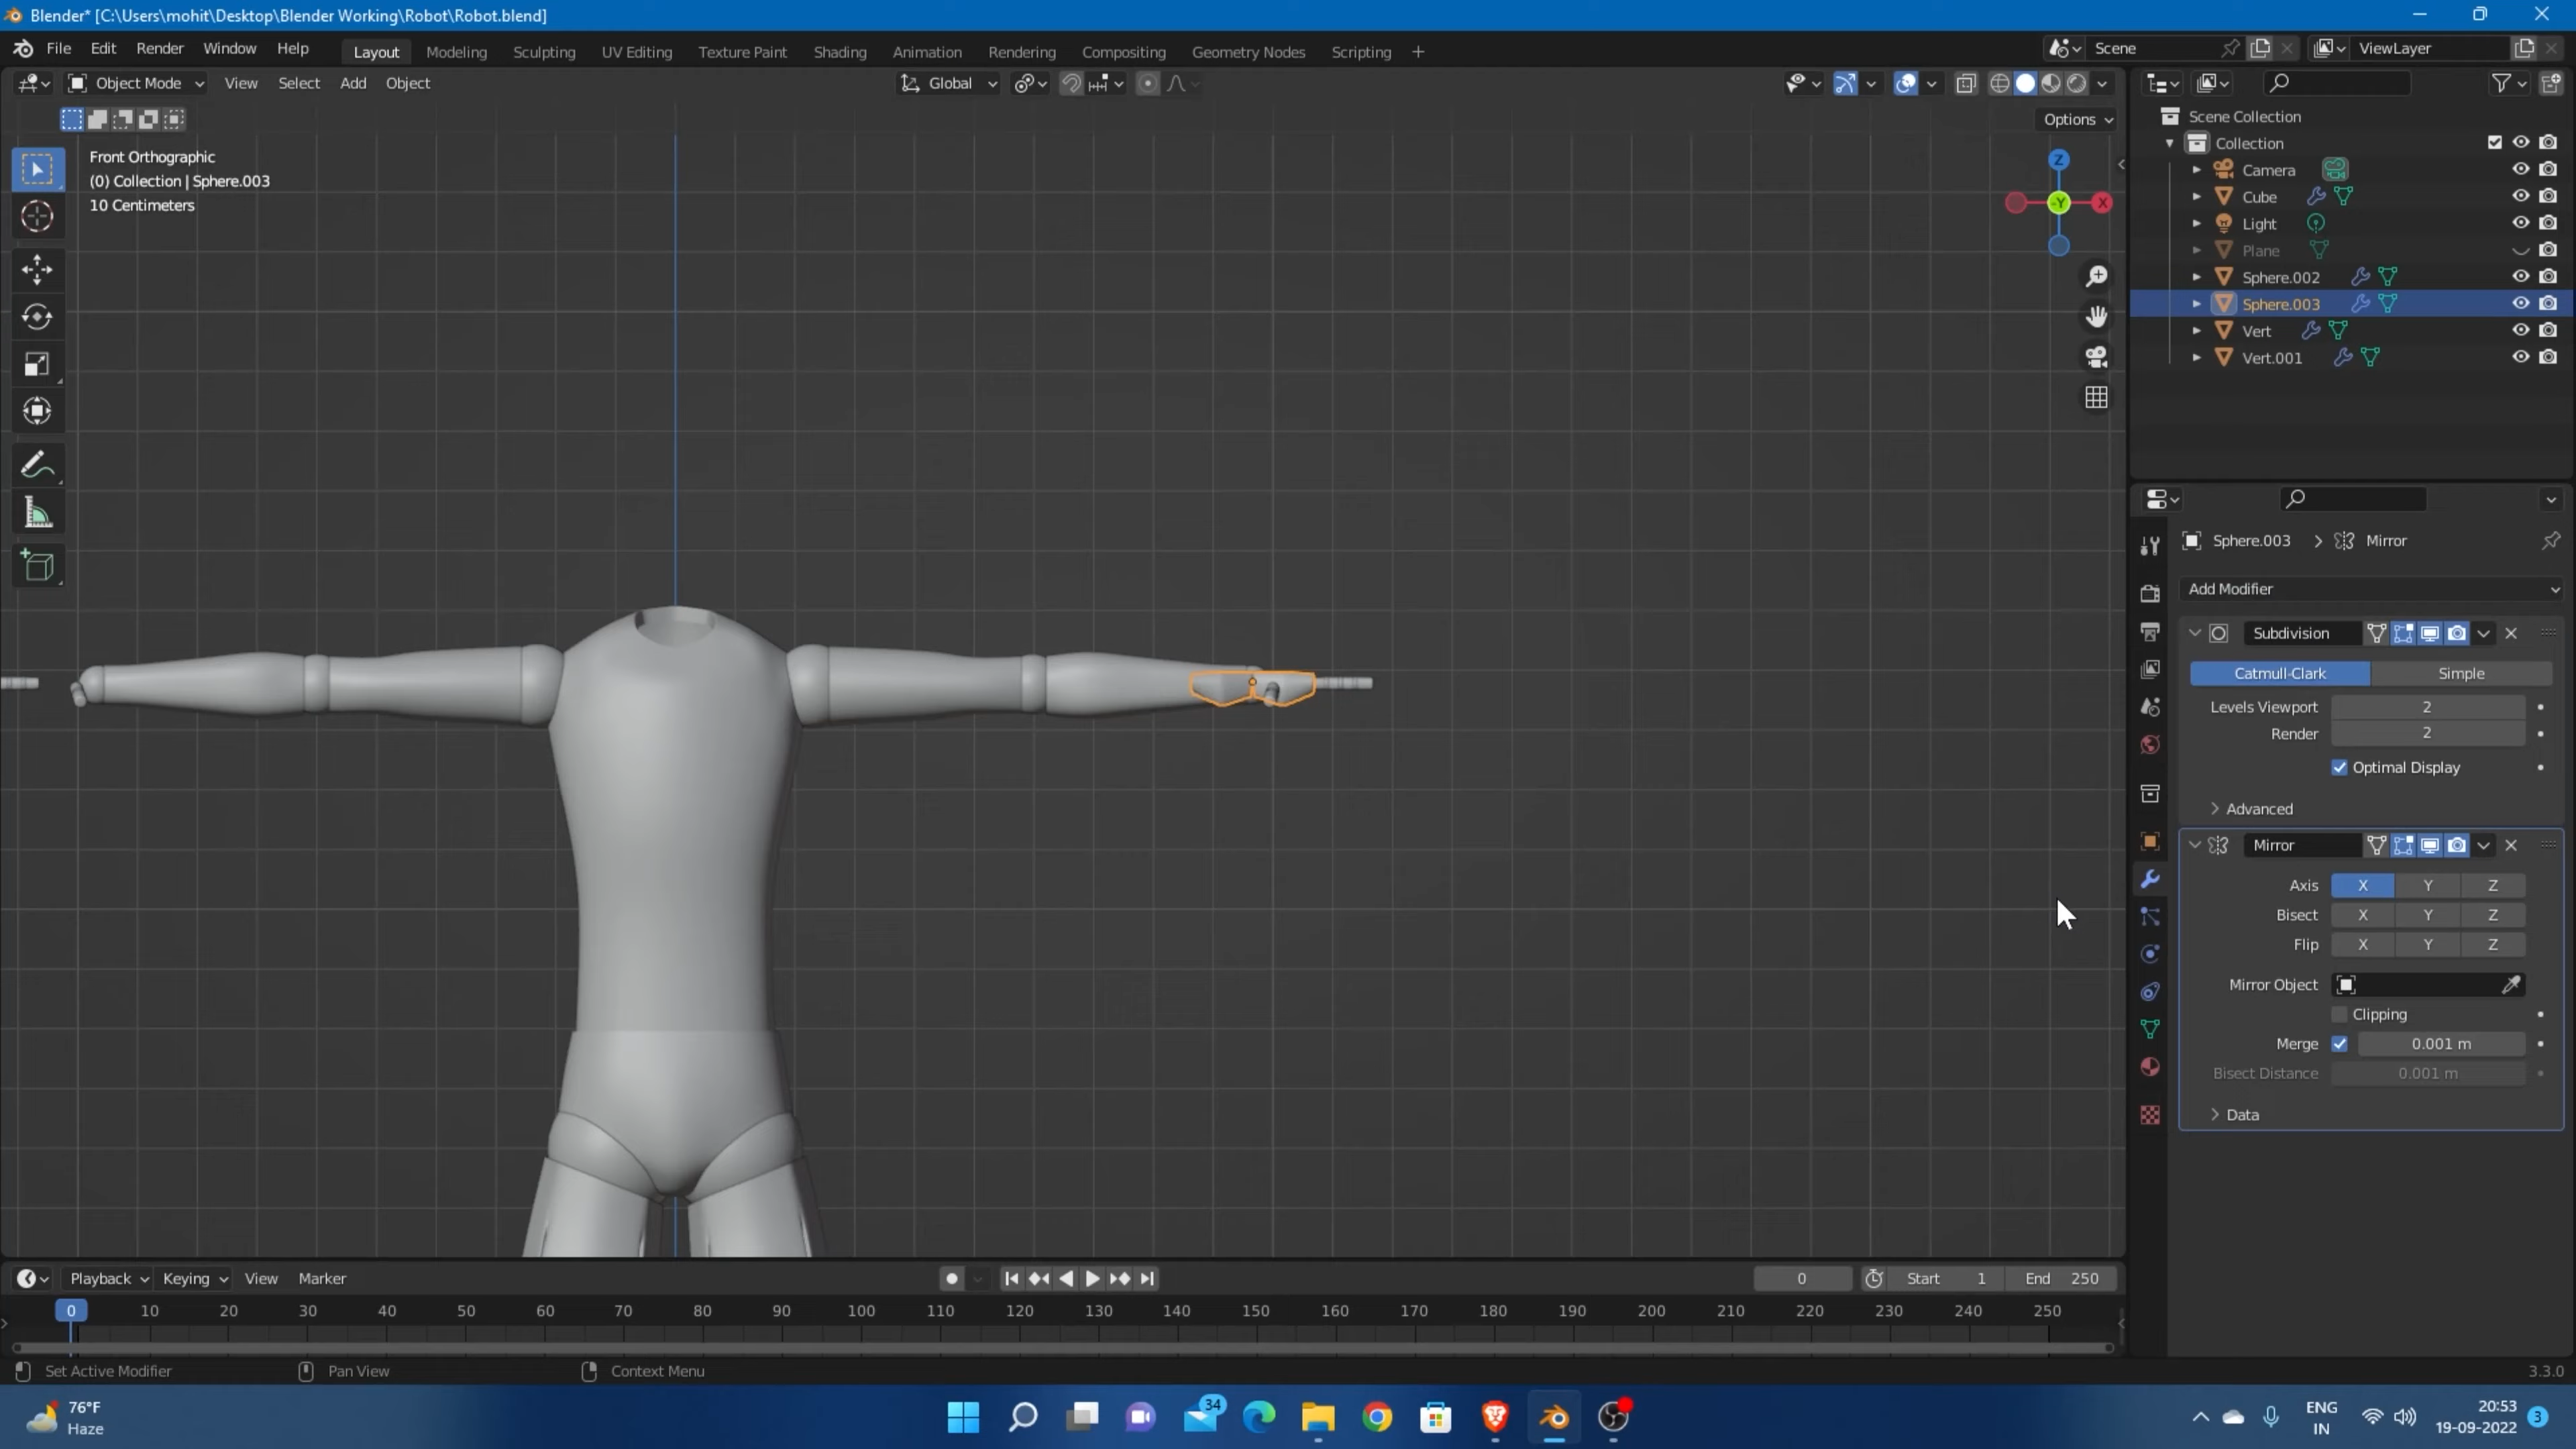 Blender* [C:\Users\mohit\Desktop\Blender Working\Robot\Robot.blend]
File Edit Render Window Help Layout Modeling Sculpting UV Editing Texture Paint Shading Animation Rendering Compositing Geometry Nodes Scripting + Scene ViewLayer
Object Mode View Select Add Object Global
Options
Front Orthographic
(0) Collection | Sphere.003
10 Centimeters
Z
-Y
X
Scene Collection
Collection
Camera
Cube
Light
Plane
Sphere.002
Sphere.003
Vert
Vert.001
Sphere.003 > Mirror
Add Modifier
Subdivision
Catmull-Clark Simple
Levels Viewport 2
Render 2
Optimal Display
Advanced
Mirror
Axis X Y Z
Bisect X Y Z
Flip X Y Z
Mirror Object
Clipping
Merge 0.001 m
Bisect Distance 0.001 m
Data
Playback Keying View Marker 0 Start 1 End 250
0 10 20 30 40 50 60 70 80 90 100 110 120 130 140 150 160 170 180 190 200 210 220 230 240 250
Set Active Modifier Pan View Context Menu 3.3.0
76°F
Haze
34
ENG
IN
20:53
19-09-2022
3